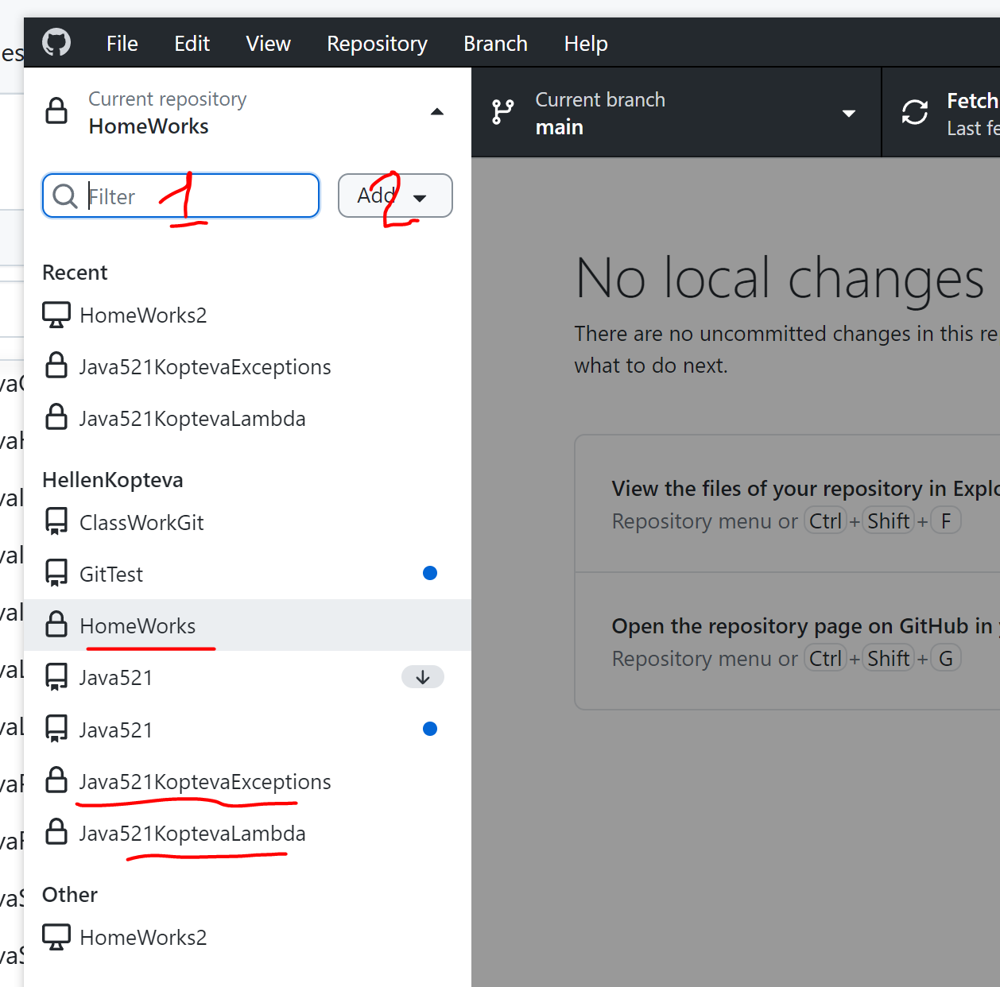 es
File Edit View Repository Branch Help
Current repository
HomeWorks
Current branch
main
Fetch
Last fe
Filter
1
Add
2
Recent
HomeWorks2
Java521KoptevaExceptions
Java521KoptevaLambda
HellenKopteva
ClassWorkGit
GitTest
HomeWorks
Java521
Java521
Java521KoptevaExceptions
Java521KoptevaLambda
Other
HomeWorks2
No local changes
There are no uncommitted changes in this re
what to do next.
View the files of your repository in Explo
Repository menu or Ctrl + Shift + F
Open the repository page on GitHub in
Repository menu or Ctrl + Shift + G